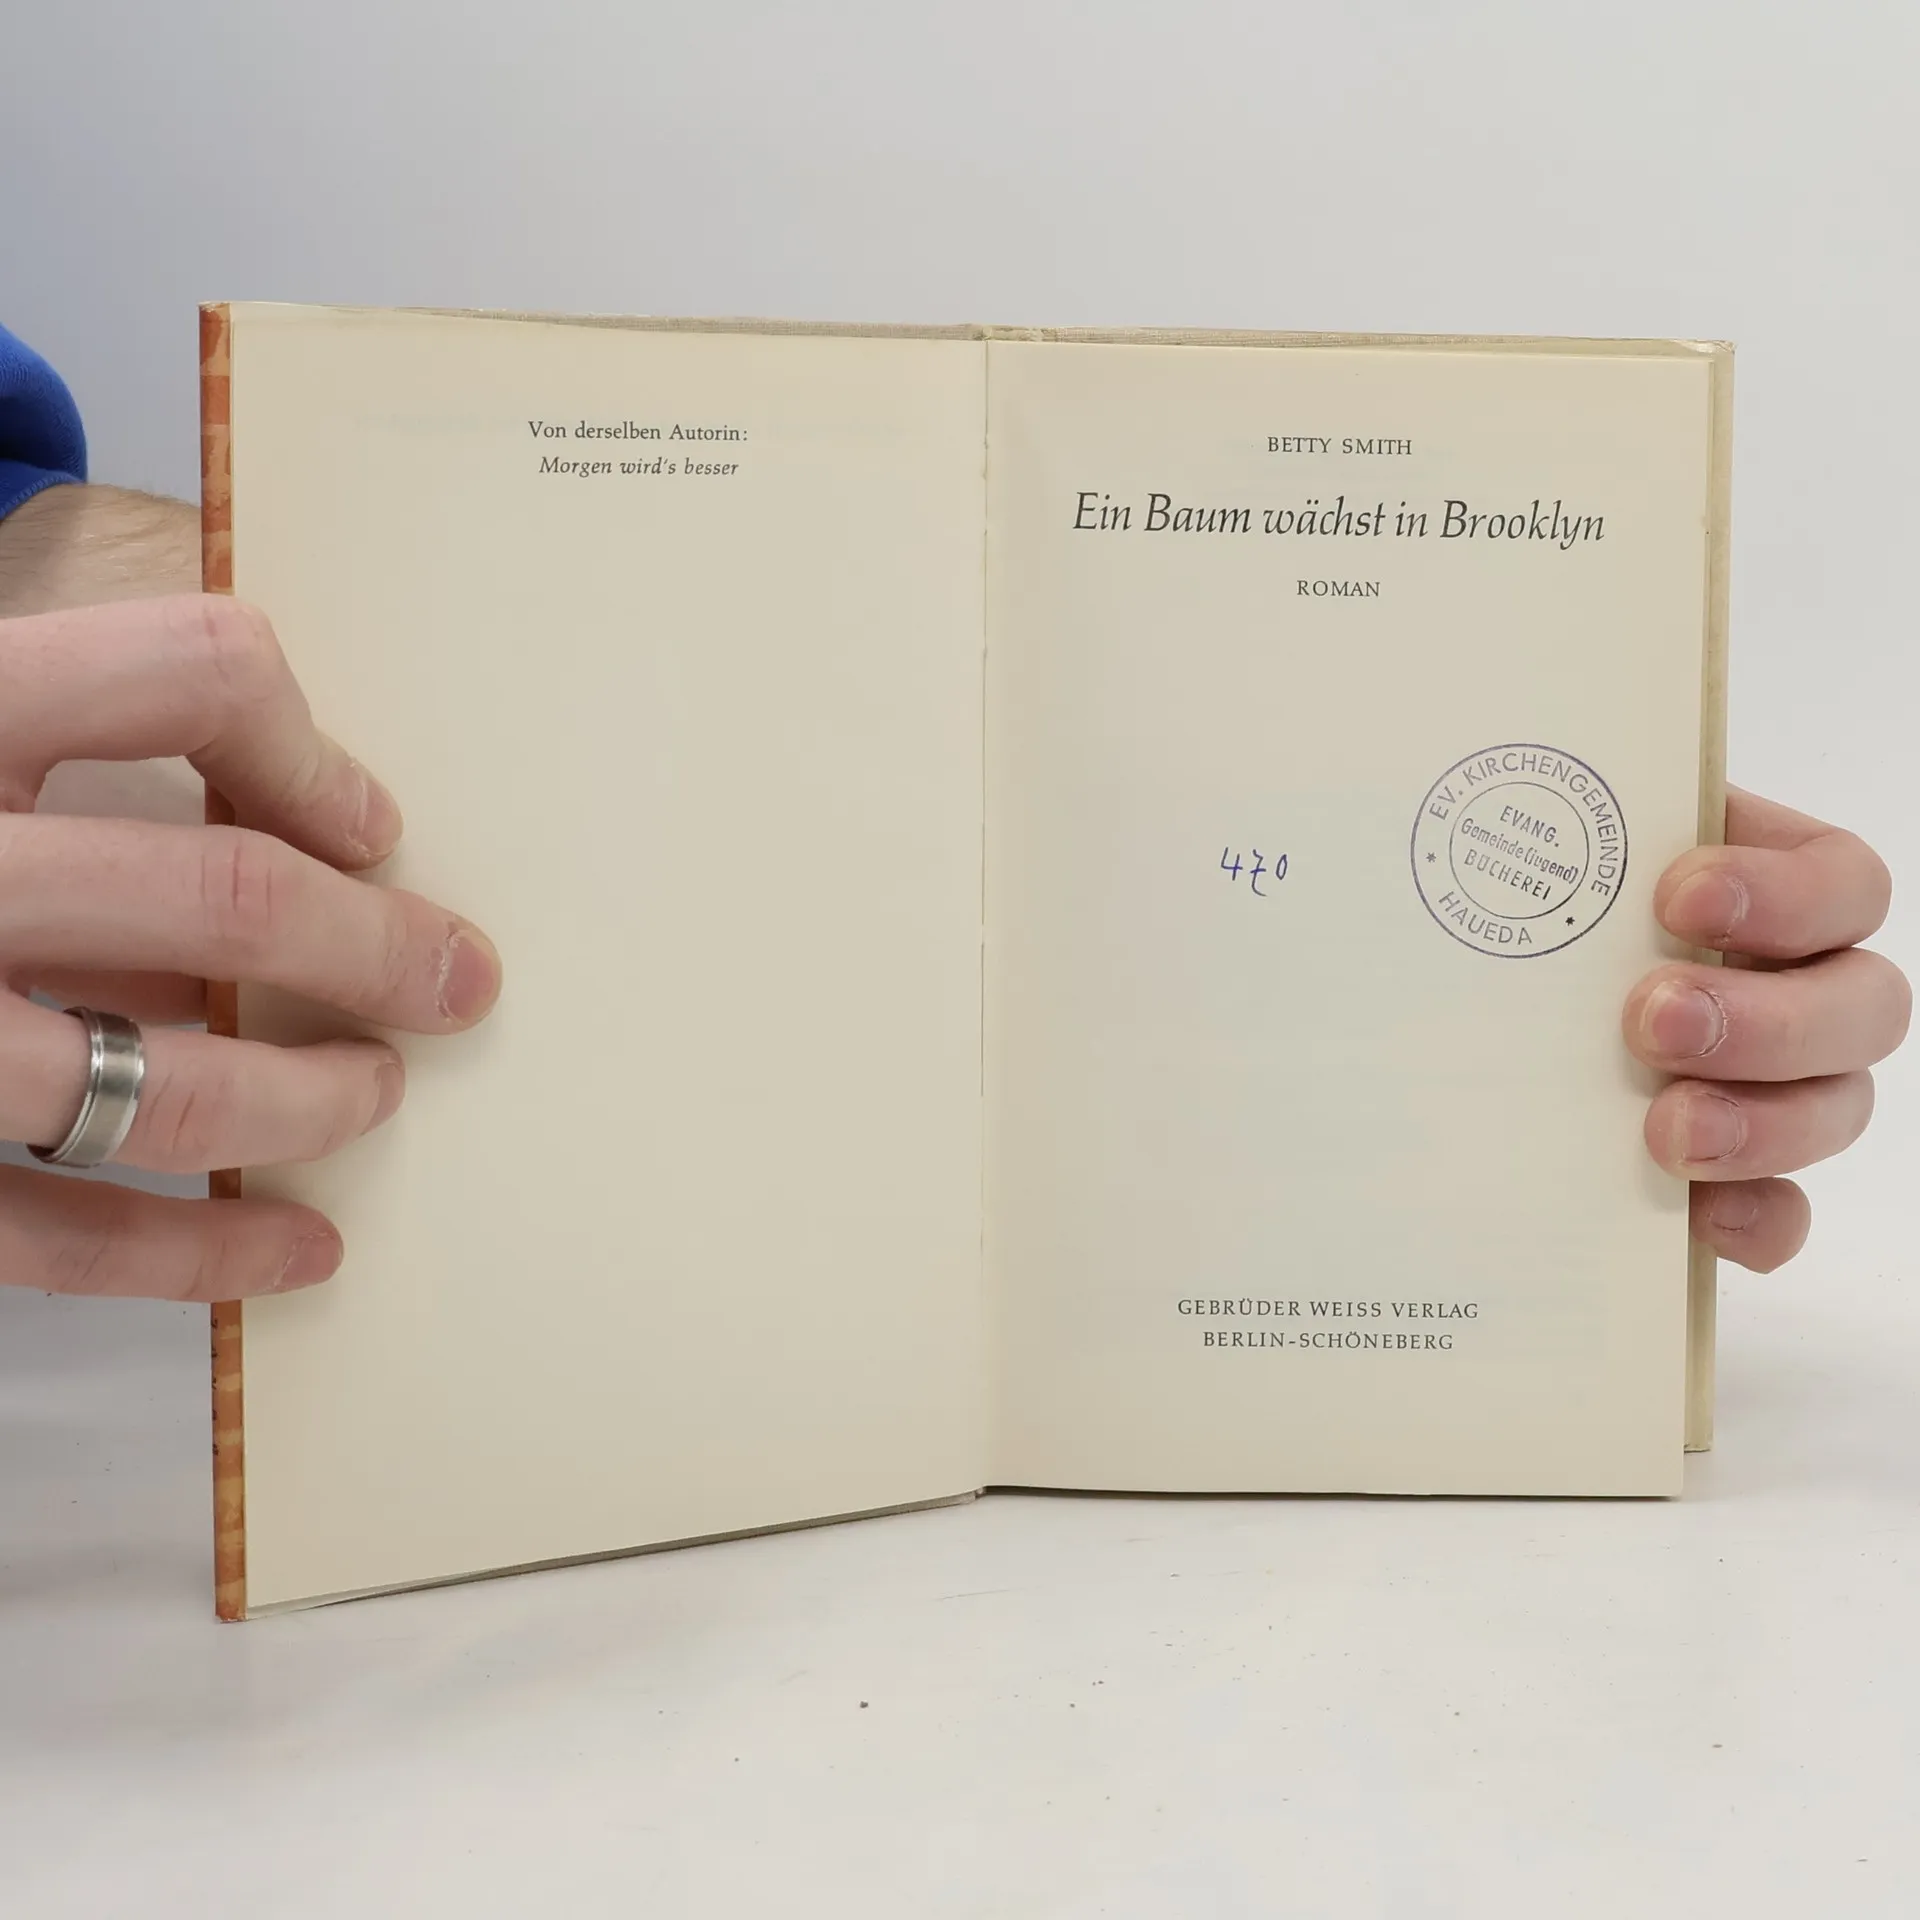 Von derselben Autorin:
Morgen wird's besser
BETTY SMITH
Ein Baum wächst in Brooklyn
ROMAN
470
EV. KIRCHENGEMEINDE
EVANG.
Gemeinde(jugend)
BÜCHEREI
* HAUEDA *
GEBRÜDER WEISS VERLAG
BERLIN-SCHÖNEBERG